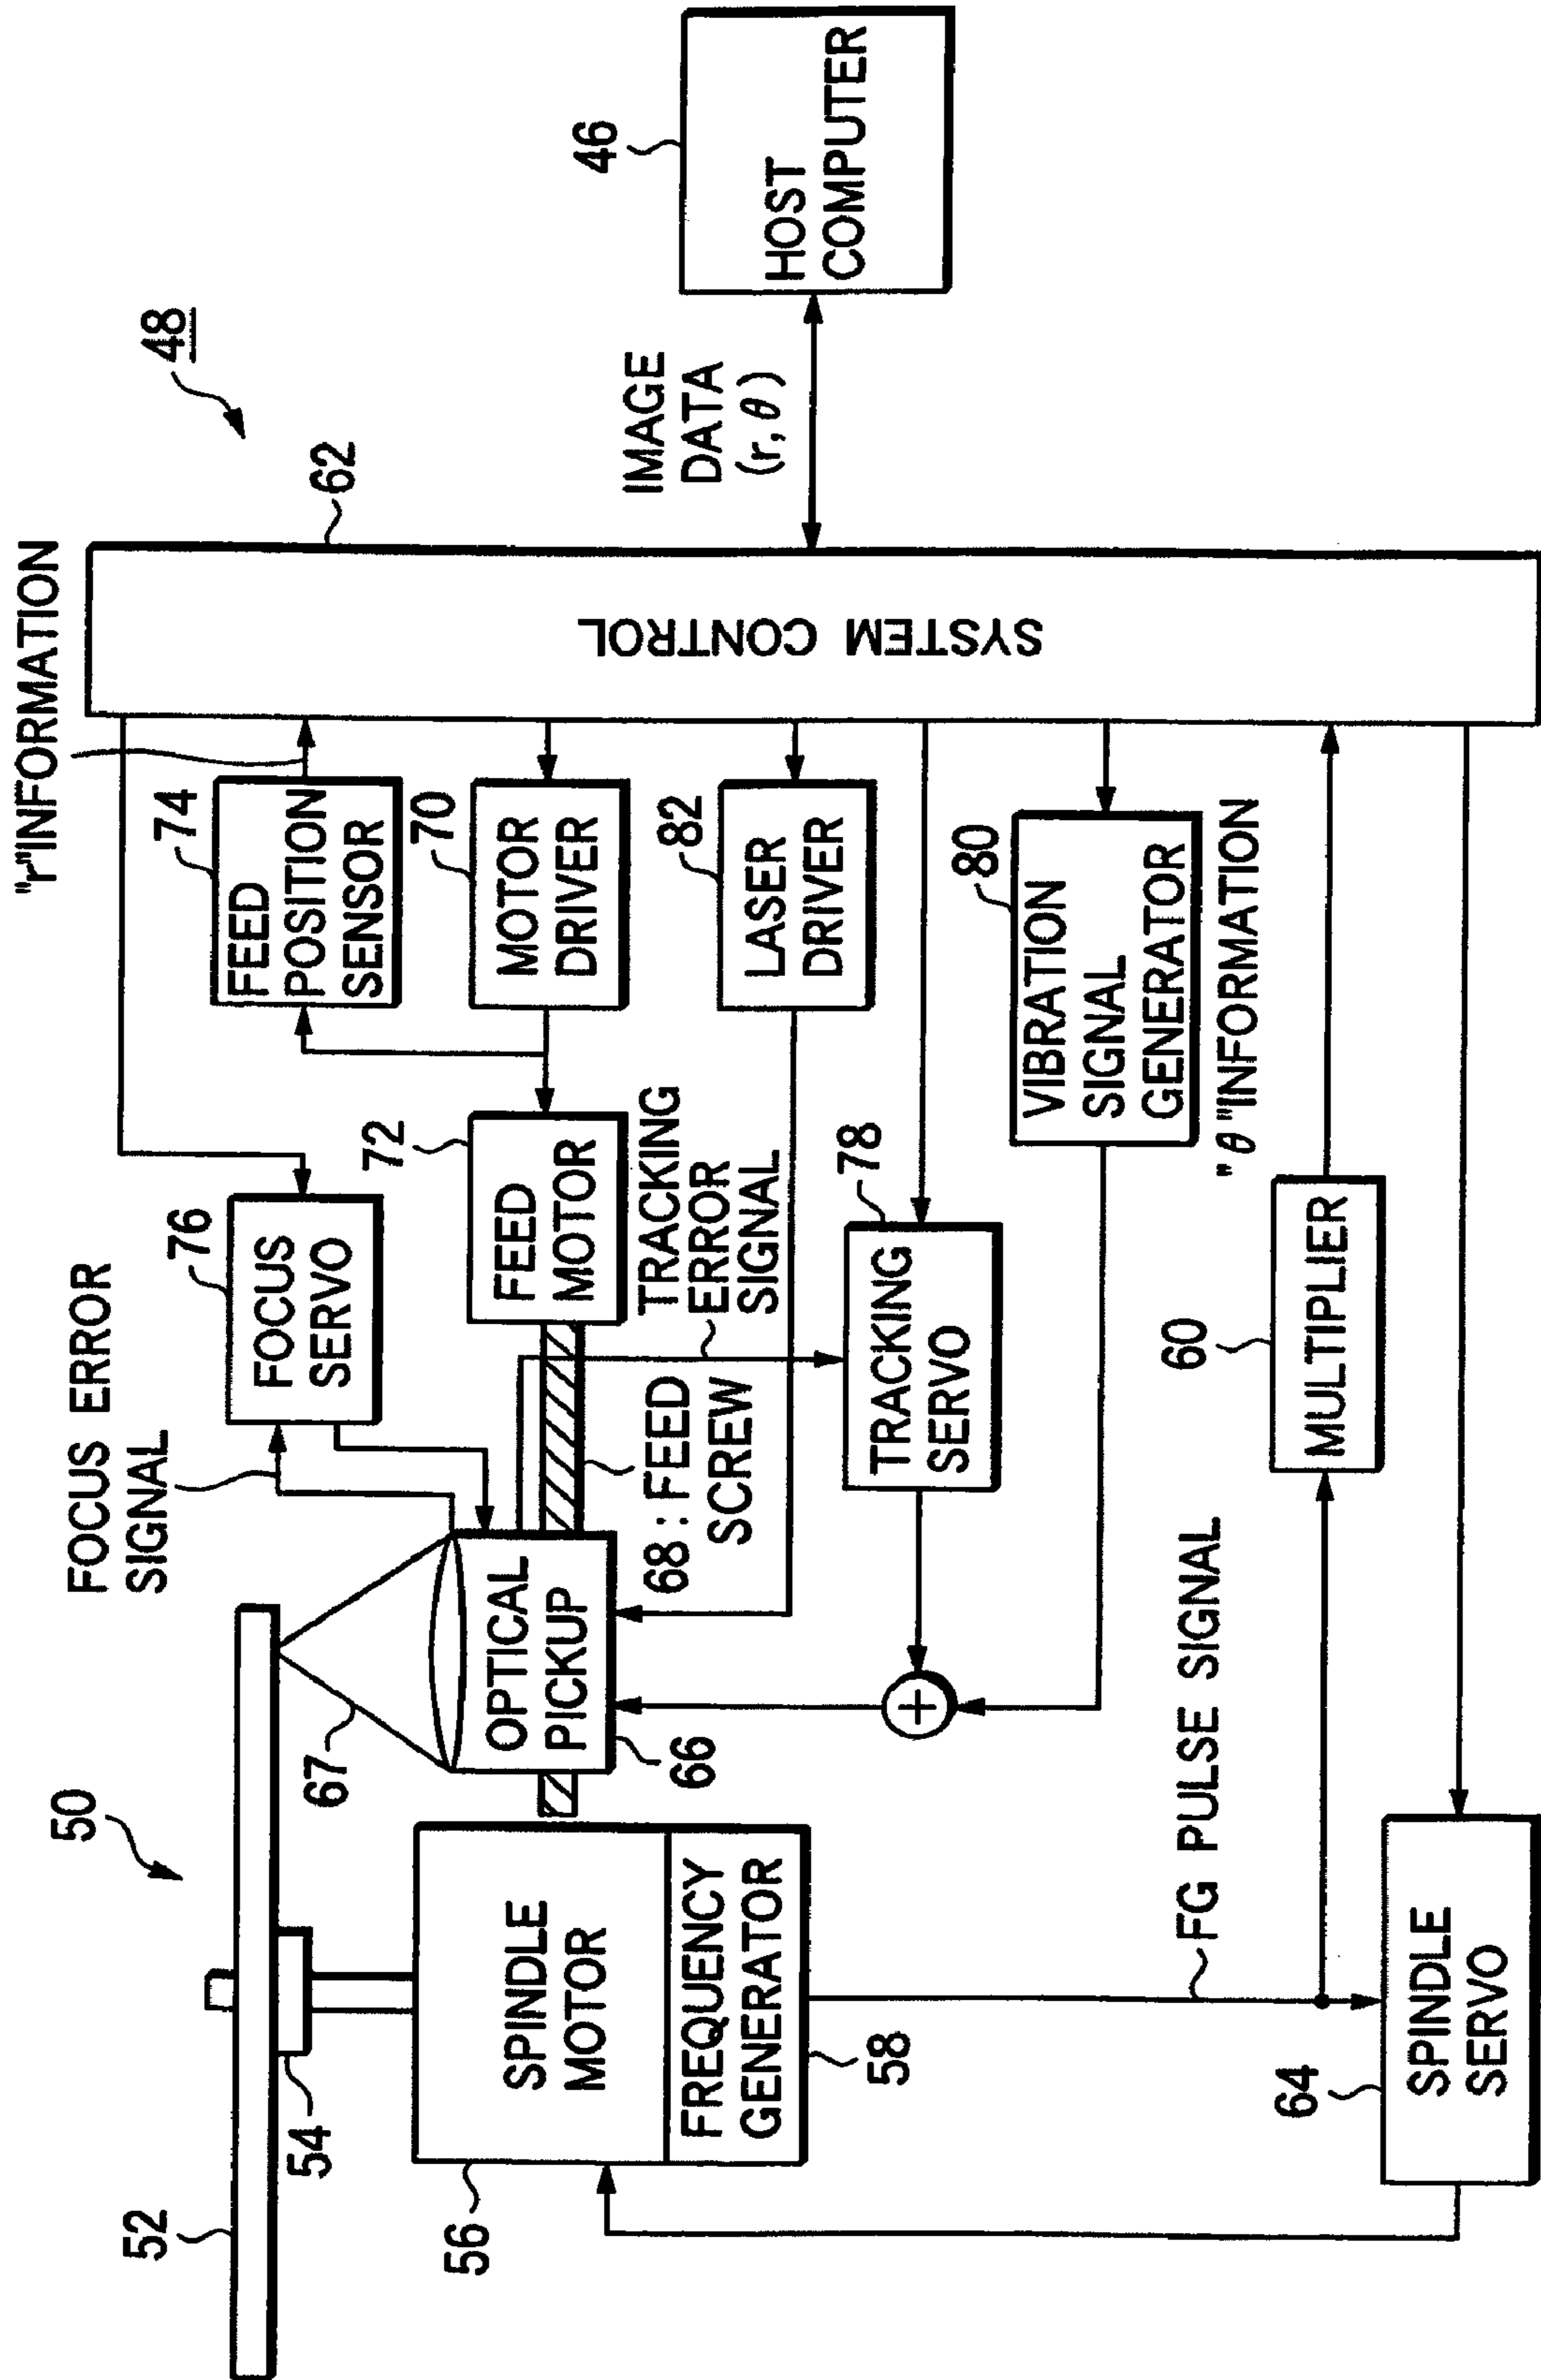 48
50
52
54
SPINDLE
MOTOR
56
FREQUENCY
GENERATOR
58
67
OPTICAL
PICKUP
66
FOCUS ERROR
SIGNAL
76
FOCUS
SERVO
68 : FEED
SCREW
72
FEED
MOTOR
TRACKING
ERROR
SIGNAL
"r"INFORMATION
74
FEED
POSITION
SENSOR
70
MOTOR
DRIVER
82
LASER
DRIVER
78
TRACKING
SERVO
+
80
VIBRATION
SIGNAL
GENERATOR
"θ"INFORMATION
60
MULTIPLIER
FG PULSE SIGNAL
64
SPINDLE
SERVO
62
SYSTEM CONTROL
IMAGE
DATA
(r, θ)
46
HOST
COMPUTER